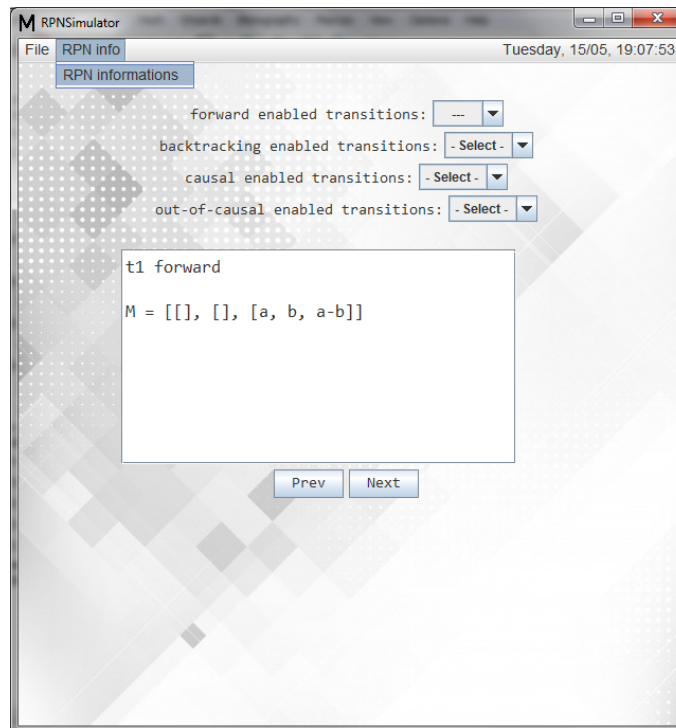 M RPNSimulator
File RPN info Tuesday, 15/05, 19:07:53
RPN informations
forward enabled transitions: ---
backtracking enabled transitions: - Select -
causal enabled transitions: - Select -
out-of-causal enabled transitions: - Select -
t1 forward
M = [[], [], [a, b, a-b]]
Prev Next